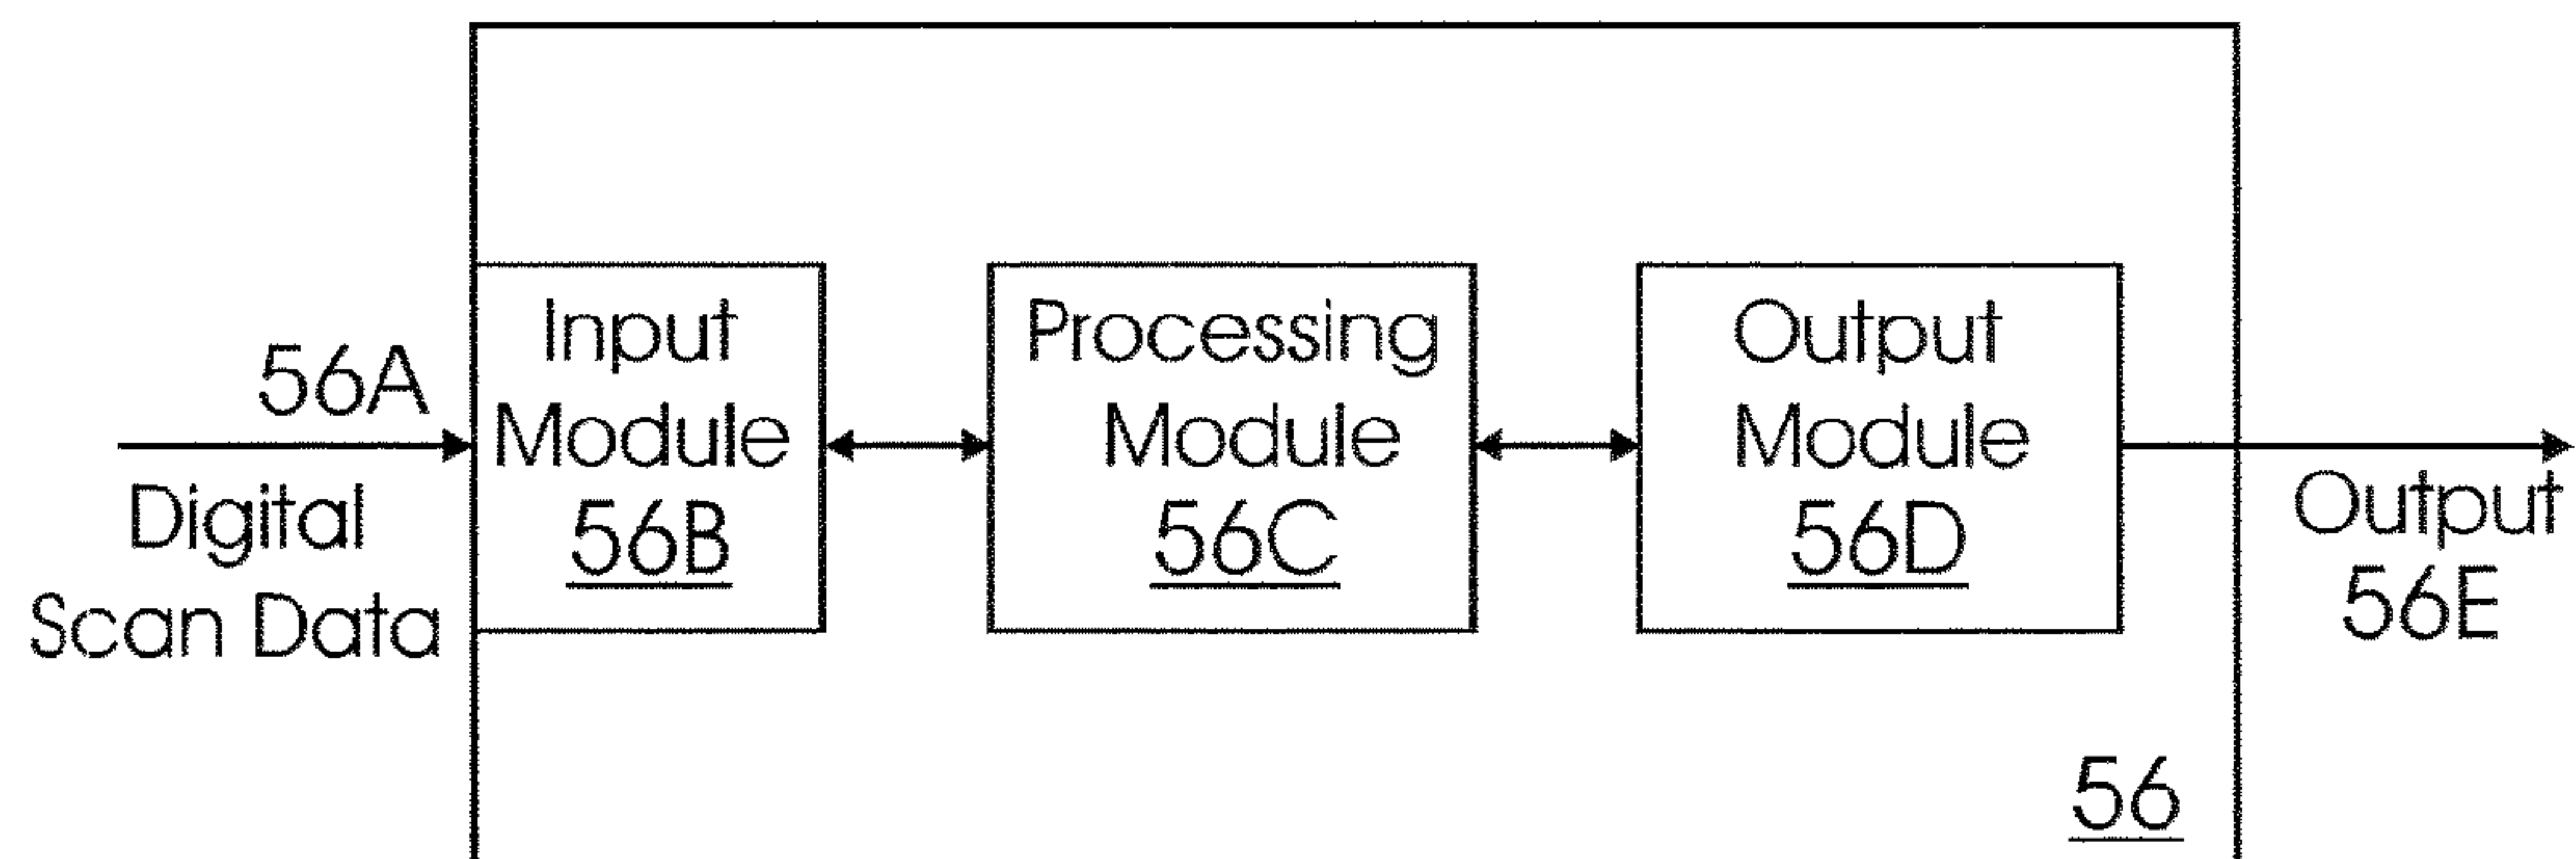 56A
Digital
Scan Data
Input
Module
56B
Processing
Module
56C
Output
Module
56D
Output
56E
56